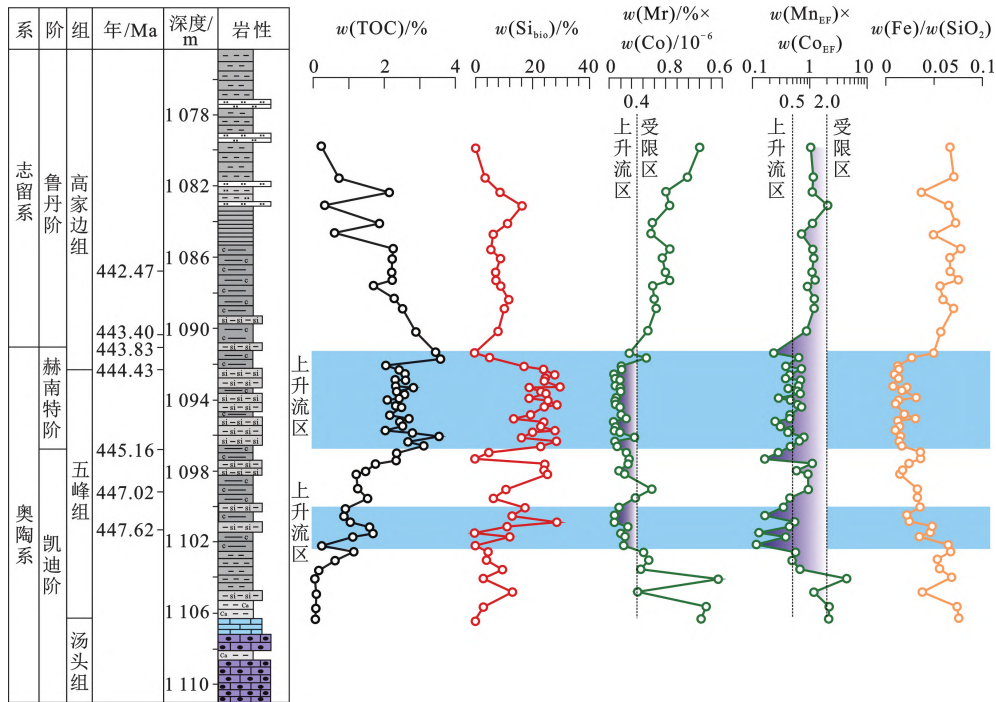 系 阶 组 年/Ma 深度/m 岩性
w(TOC)/% w(Si_bio)/% w(Mr)/%×w(Co)/10⁻⁶ w(Mn_EF)×w(Co_EF) w(Fe)/w(SiO₂)
0 2 4
0 20 40
0 0.8 0.6
0.1 1 10
0 0.05 0.1
0.4
0.5 2.0
上升流区 受限区
上升流区 受限区
志留系
奥陶系
鲁丹阶
赫南特阶
凯迪阶
高家边组
五峰组
汤头组
442.47
443.40
443.83
444.43
445.16
447.02
447.62
1 078
1 082
1 086
1 090
1 094
1 098
1 102
1 106
1 110
上升流区
上升流区